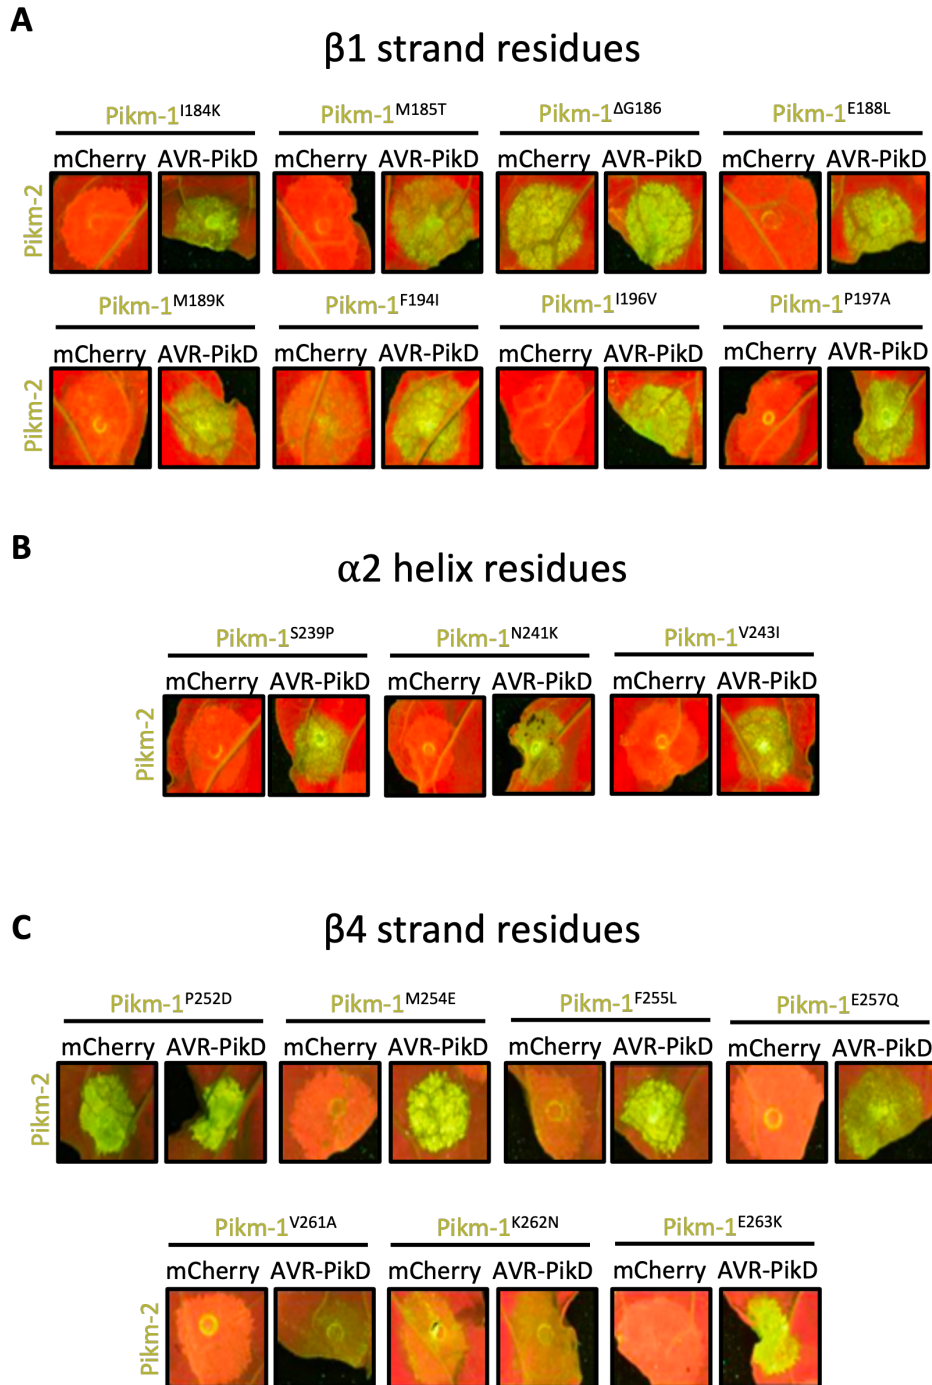 A
β1 strand residues
Pikm-1I184K Pikm-1M185T Pikm-1ΔG186 Pikm-1E188L
mCherry AVR-PikD mCherry AVR-PikD mCherry AVR-PikD mCherry AVR-PikD
Pikm-2
Pikm-1M189K Pikm-1F194I Pikm-1I196V Pikm-1P197A
mCherry AVR-PikD mCherry AVR-PikD mCherry AVR-PikD mCherry AVR-PikD
Pikm-2
B
α2 helix residues
Pikm-1S239P Pikm-1N241K Pikm-1V243I
mCherry AVR-PikD mCherry AVR-PikD mCherry AVR-PikD
Pikm-2
C
β4 strand residues
Pikm-1P252D Pikm-1M254E Pikm-1F255L Pikm-1E257Q
mCherry AVR-PikD mCherry AVR-PikD mCherry AVR-PikD mCherry AVR-PikD
Pikm-2
Pikm-1V261A Pikm-1K262N Pikm-1E263K
mCherry AVR-PikD mCherry AVR-PikD mCherry AVR-PikD
Pikm-2